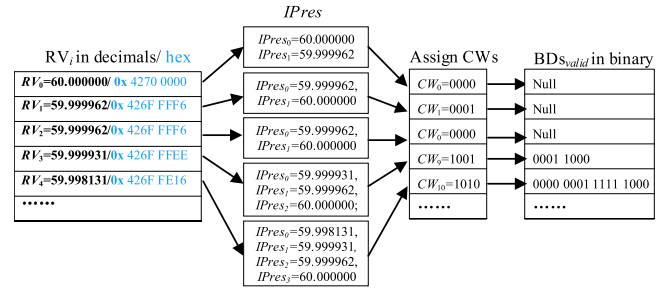 IPres
RVi in decimals/ hex
Assign CWs
BDsvalid in binary
RV0=60.000000/ 0x 4270 0000
RV1=59.999962/0x 426F FFF6
RV2=59.999962/0x 426F FFF6
RV3=59.999931/0x 426F FFEE
RV4=59.998131/0x 426F FE16
······
IPres0=60.000000
IPres1=59.999962
IPres0=59.999962,
IPres1=60.000000
IPres0=59.999962,
IPres1=60.000000
IPres0=59.999931,
IPres1=59.999962,
IPres2=60.000000;
IPres0=59.998131,
IPres1=59.999931,
IPres2=59.999962,
IPres3=60.000000
CW0=0000
CW1=0001
CW0=0000
CW9=1001
CW10=1010
······
Null
Null
Null
0001 1000
0000 0001 1111 1000
······